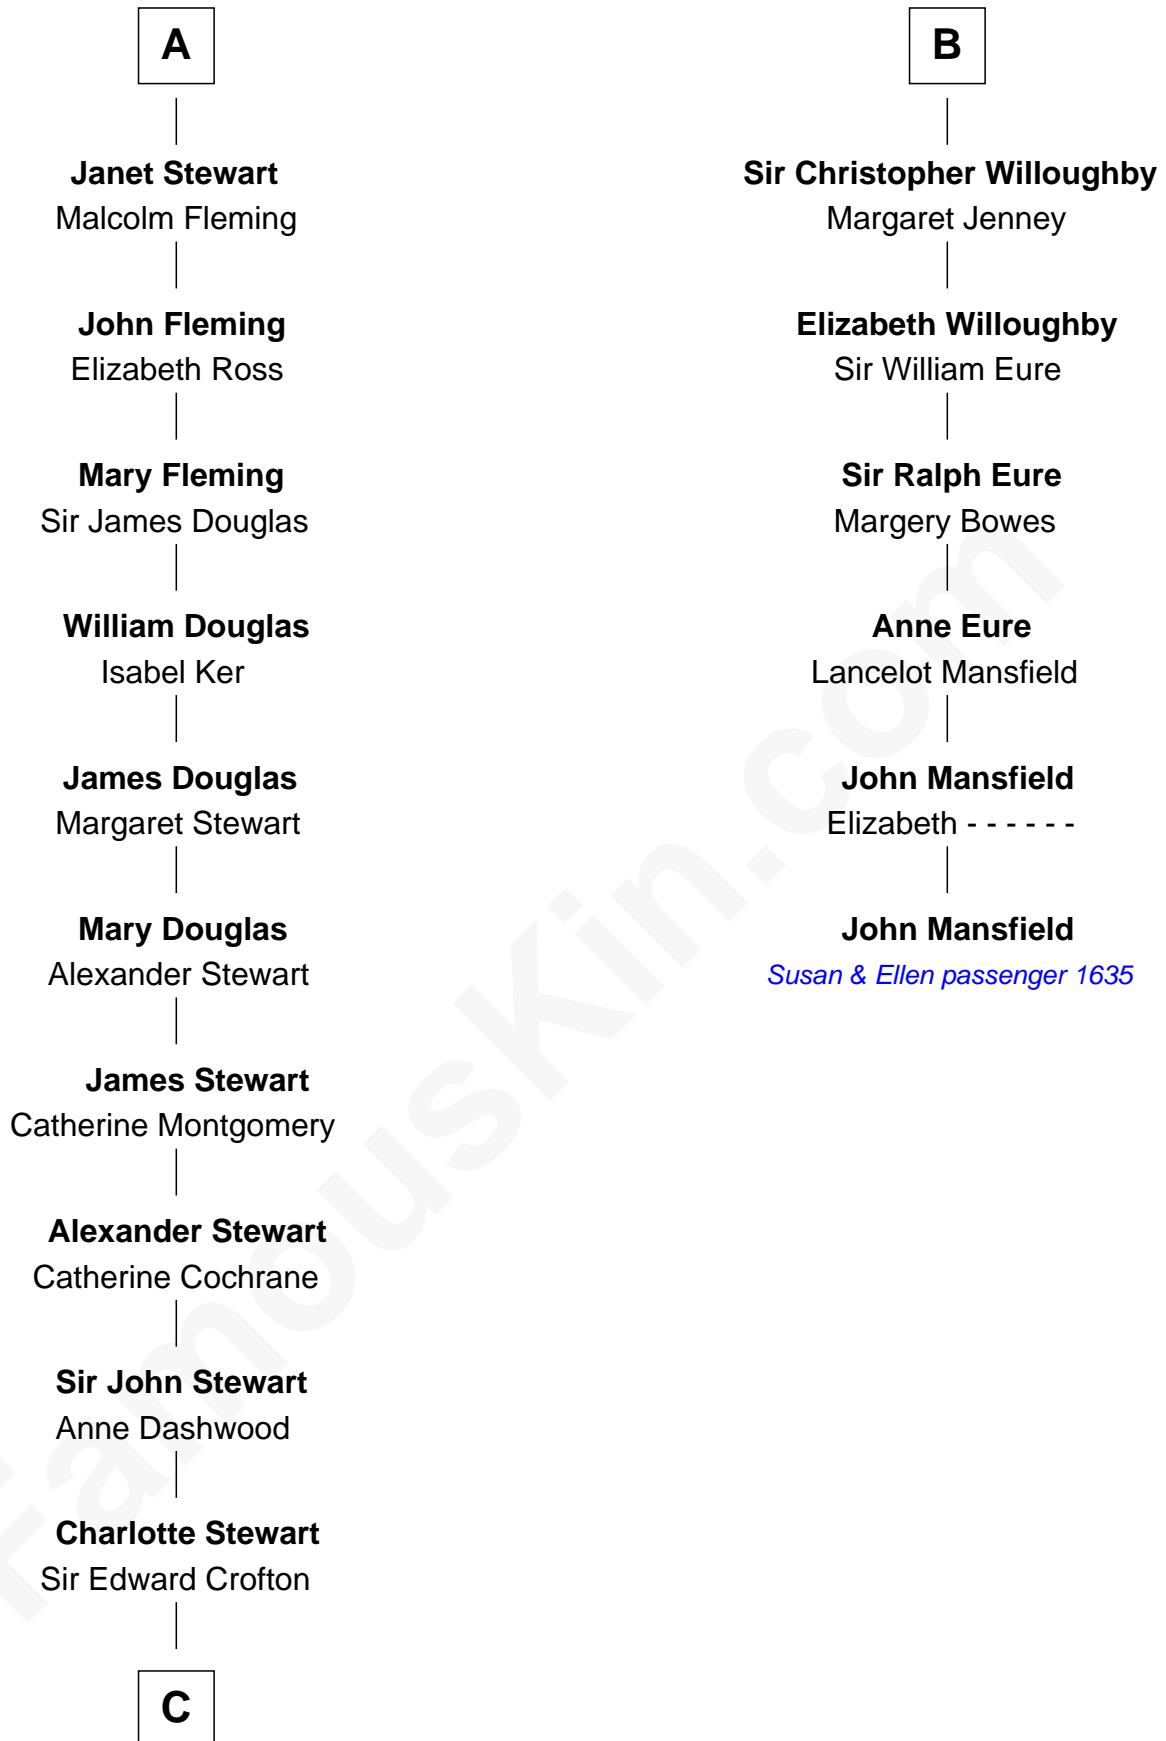 A
Janet Stewart
Malcolm Fleming
John Fleming
Elizabeth Ross
Mary Fleming
Sir James Douglas
William Douglas
Isabel Ker
James Douglas
Margaret Stewart
Mary Douglas
Alexander Stewart
James Stewart
Catherine Montgomery
Alexander Stewart
Catherine Cochrane
Sir John Stewart
Anne Dashwood
Charlotte Stewart
Sir Edward Crofton
C
B
Sir Christopher Willoughby
Margaret Jenney
Elizabeth Willoughby
Sir William Eure
Sir Ralph Eure
Margery Bowes
Anne Eure
Lancelot Mansfield
John Mansfield
Elizabeth - - - - - -
John Mansfield
Susan & Ellen passenger 1635
FamousKin.com